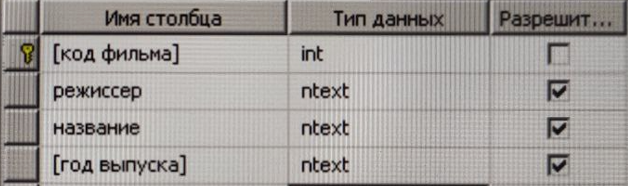 Имя столбца Тип данных Разрешит...
[код фильма] int
режиссер ntext
название ntext
[год выпуска] ntext